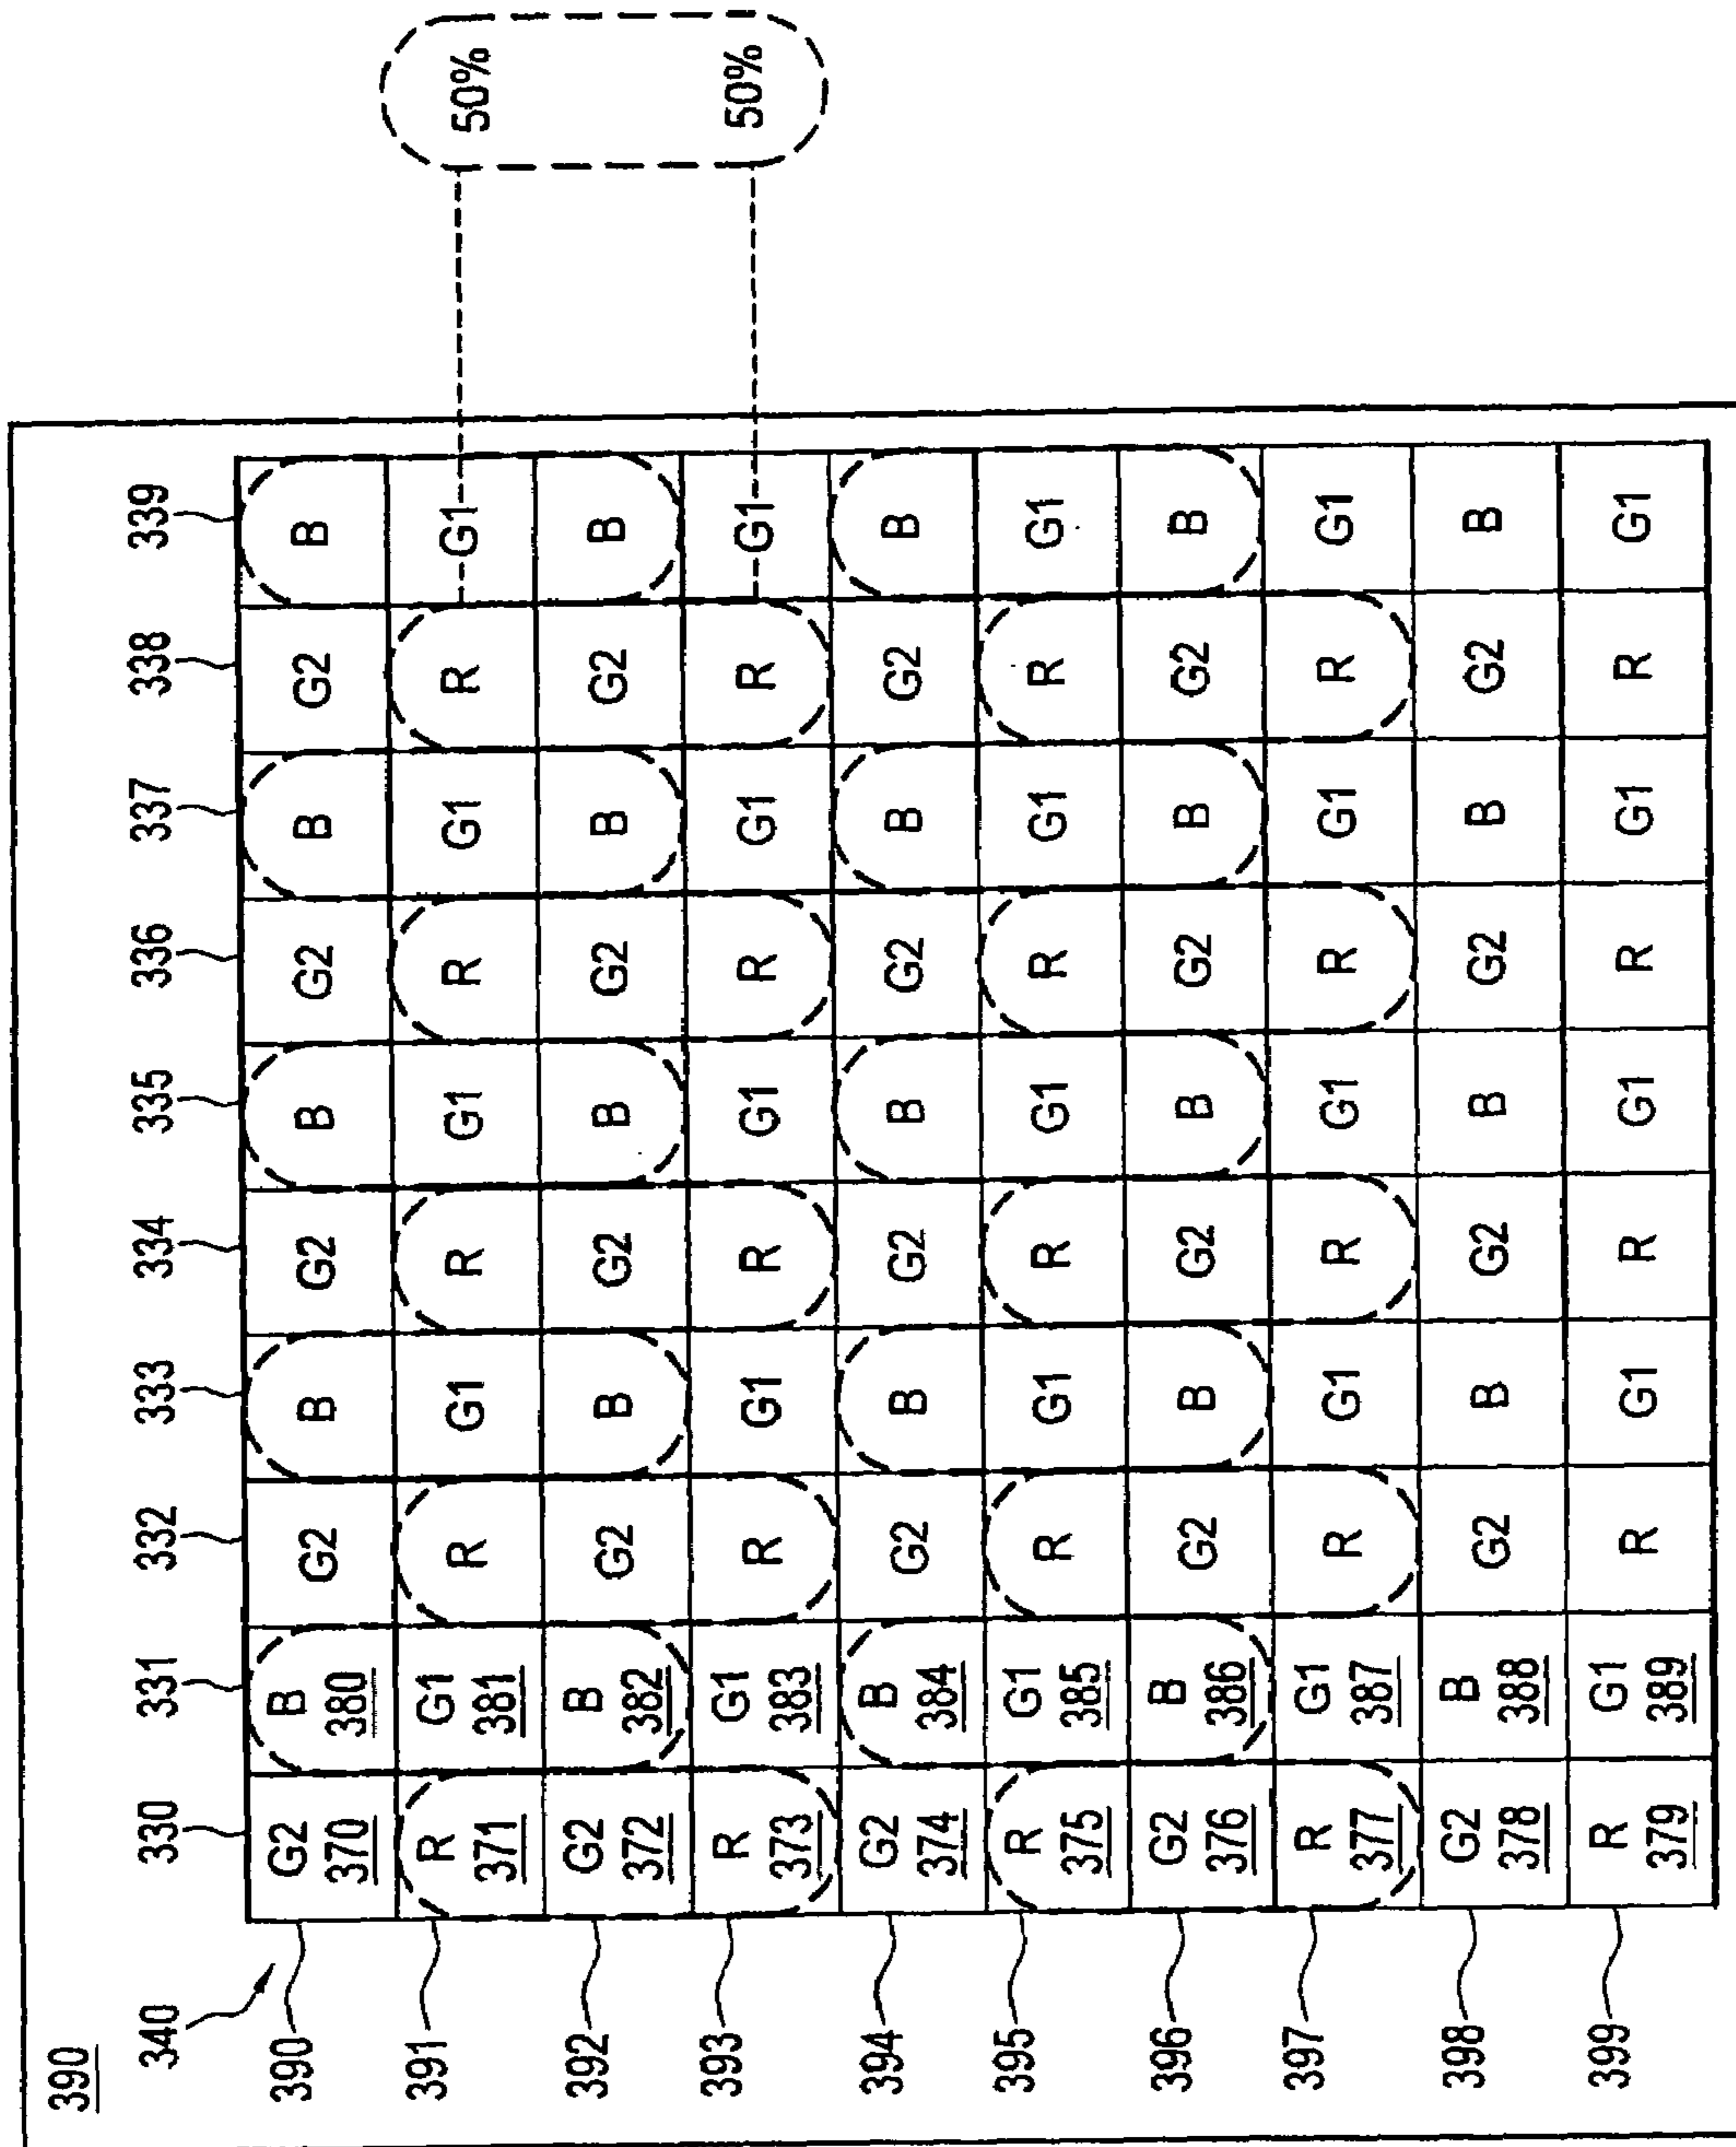 390
340 330 331 332 333 334 335 336 337 338 339
390 G2 B G2 B G2 B G2 B G2 B
370 380
391 R G1 R G1 R G1 R G1 R G1 50%
371 381
392 G2 B G2 B G2 B G2 B G2 B
372 382
393 R G1 R G1 R G1 R G1 R G1 50%
373 383
394 G2 B G2 B G2 B G2 B G2 B
374 384
395 R G1 R G1 R G1 R G1 R G1
375 385
396 G2 B G2 B G2 B G2 B G2 B
376 386
397 R G1 R G1 R G1 R G1 R G1
377 387
398 G2 B G2 B G2 B G2 B G2 B
378 388
399 R G1 R G1 R G1 R G1 R G1
379 389